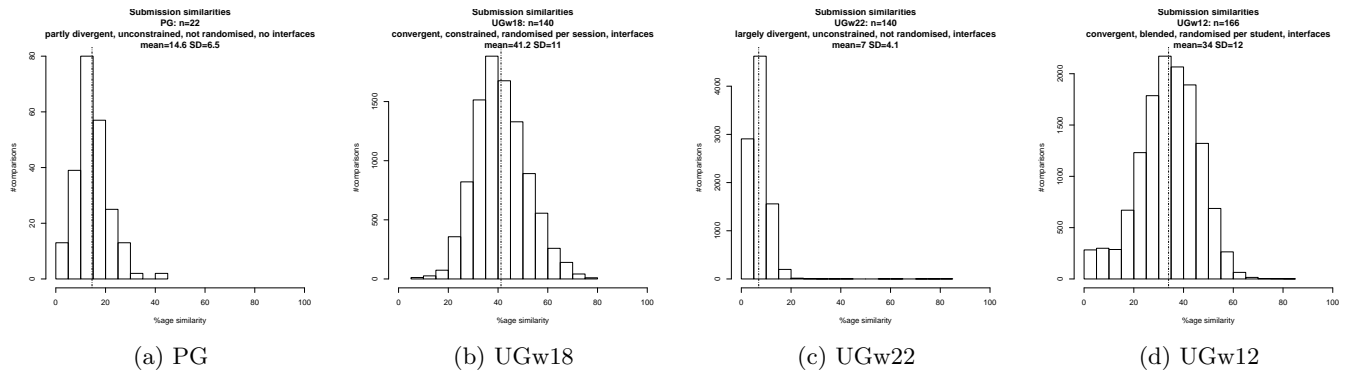 Submission similarities
PG: n=22
partly divergent, unconstrained, not randomised, no interfaces
mean=14.6 SD=6.5
#comparisons
80
60
40
20
0
0 20 40 60 80 100
%age similarity
(a) PG
Submission similarities
UGw18: n=140
convergent, constrained, randomised per session, interfaces
mean=41.2 SD=11
#comparisons
1500
1000
500
0
0 20 40 60 80 100
%age similarity
(b) UGw18
Submission similarities
UGw22: n=140
largely divergent, unconstrained, not randomised, interfaces
mean=7 SD=4.1
#comparisons
4000
3000
2000
1000
0
0 20 40 60 80 100
%age similarity
(c) UGw22
Submission similarities
UGw12: n=166
convergent, blended, randomised per student, interfaces
mean=34 SD=12
#comparisons
2000
1500
1000
500
0
0 20 40 60 80 100
%age similarity
(d) UGw12